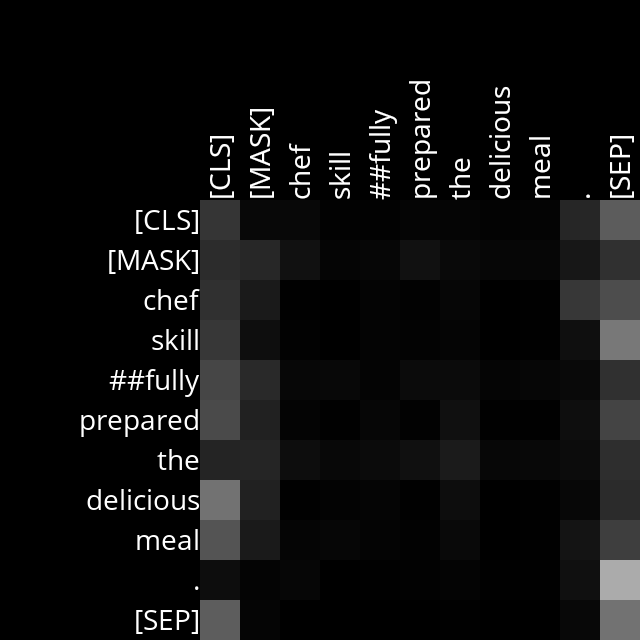 [CLS] [MASK] chef skill ##fully prepared the delicious meal . [SEP]
[CLS]
[MASK]
chef
skill
##fully
prepared
the
delicious
meal
.
[SEP]